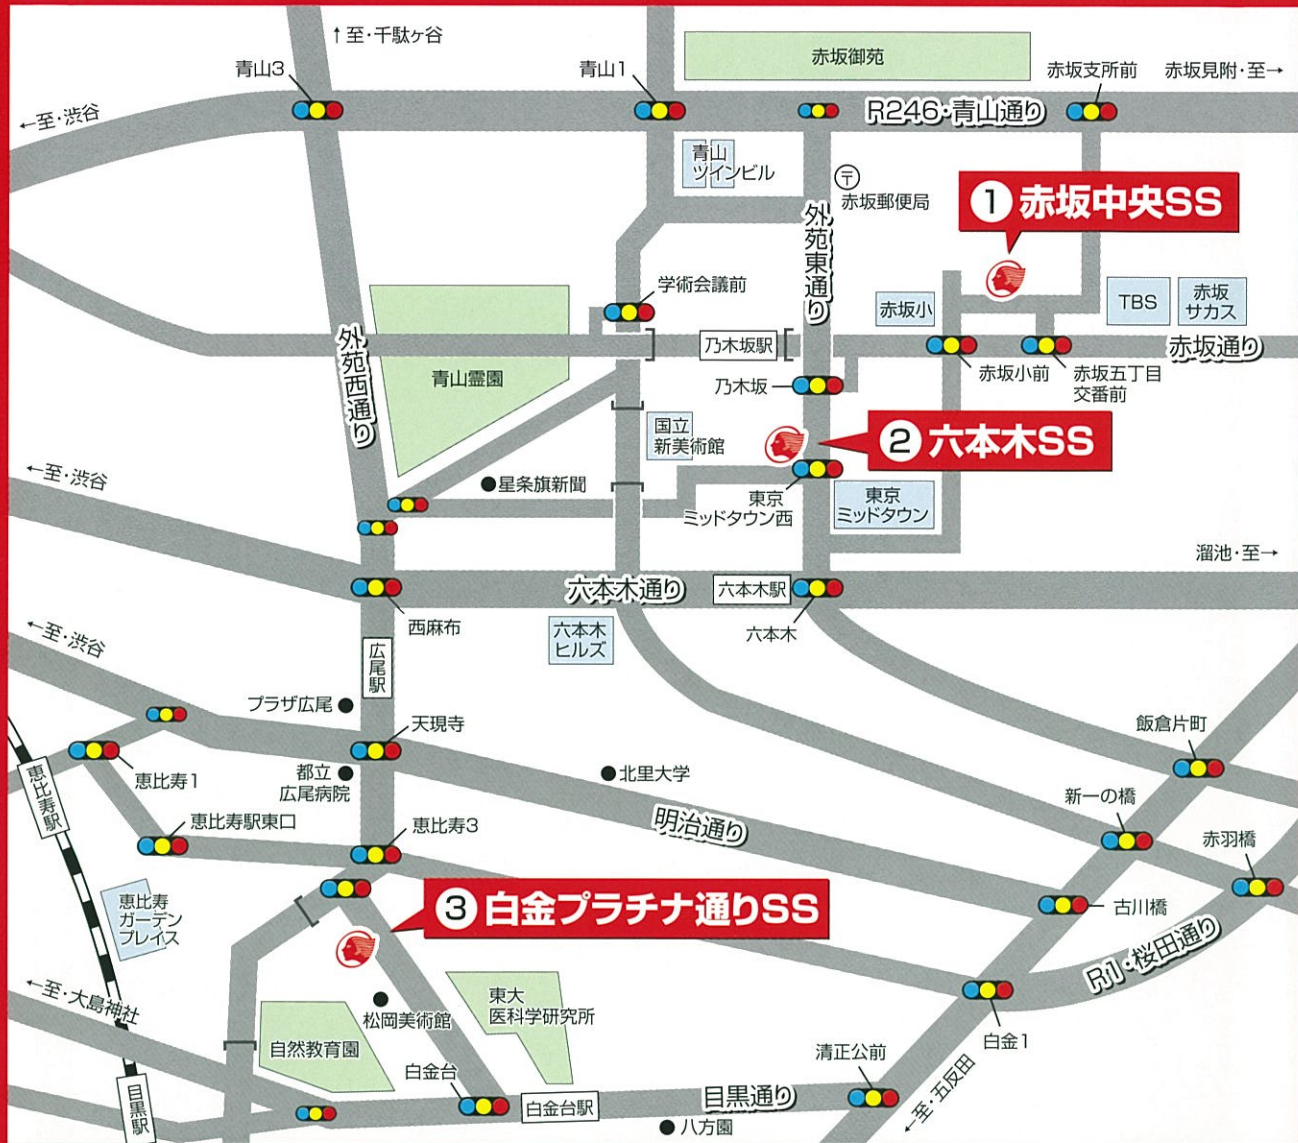 ↑至・千駄ヶ谷
青山3
青山1
赤坂御苑
赤坂支所前
赤坂見附・至→
←至・渋谷
R246・青山通り
青山
ツインビル
〒
赤坂郵便局
① 赤坂中央SS
外苑東通り
学術会議前
赤坂小
TBS
赤坂
サカス
外苑西通り
乃木坂駅
赤坂通り
青山霊園
乃木坂
赤坂小前
赤坂五丁目
交番前
国立
新美術館
② 六本木SS
←至・渋谷
星条旗新聞
東京
ミッドタウン西
東京
ミッドタウン
溜池・至→
六本木通り
六本木駅
西麻布
六本木
ヒルズ
六本木
←至・渋谷
広尾駅
プラザ広尾
天現寺
飯倉片町
恵比寿駅
恵比寿1
都立
広尾病院
北里大学
新一の橋
明治通り
恵比寿駅東口
恵比寿3
赤羽橋
恵比寿
ガーデン
プレイス
③ 白金プラチナ通りSS
古川橋
R1・桜田通り
←至・大鳥神社
松岡美術館
東大
医科学研究所
自然教育園
白金1
清正公前
白金台
目黒駅
白金台駅
目黒通り
←至・五反田
八方園